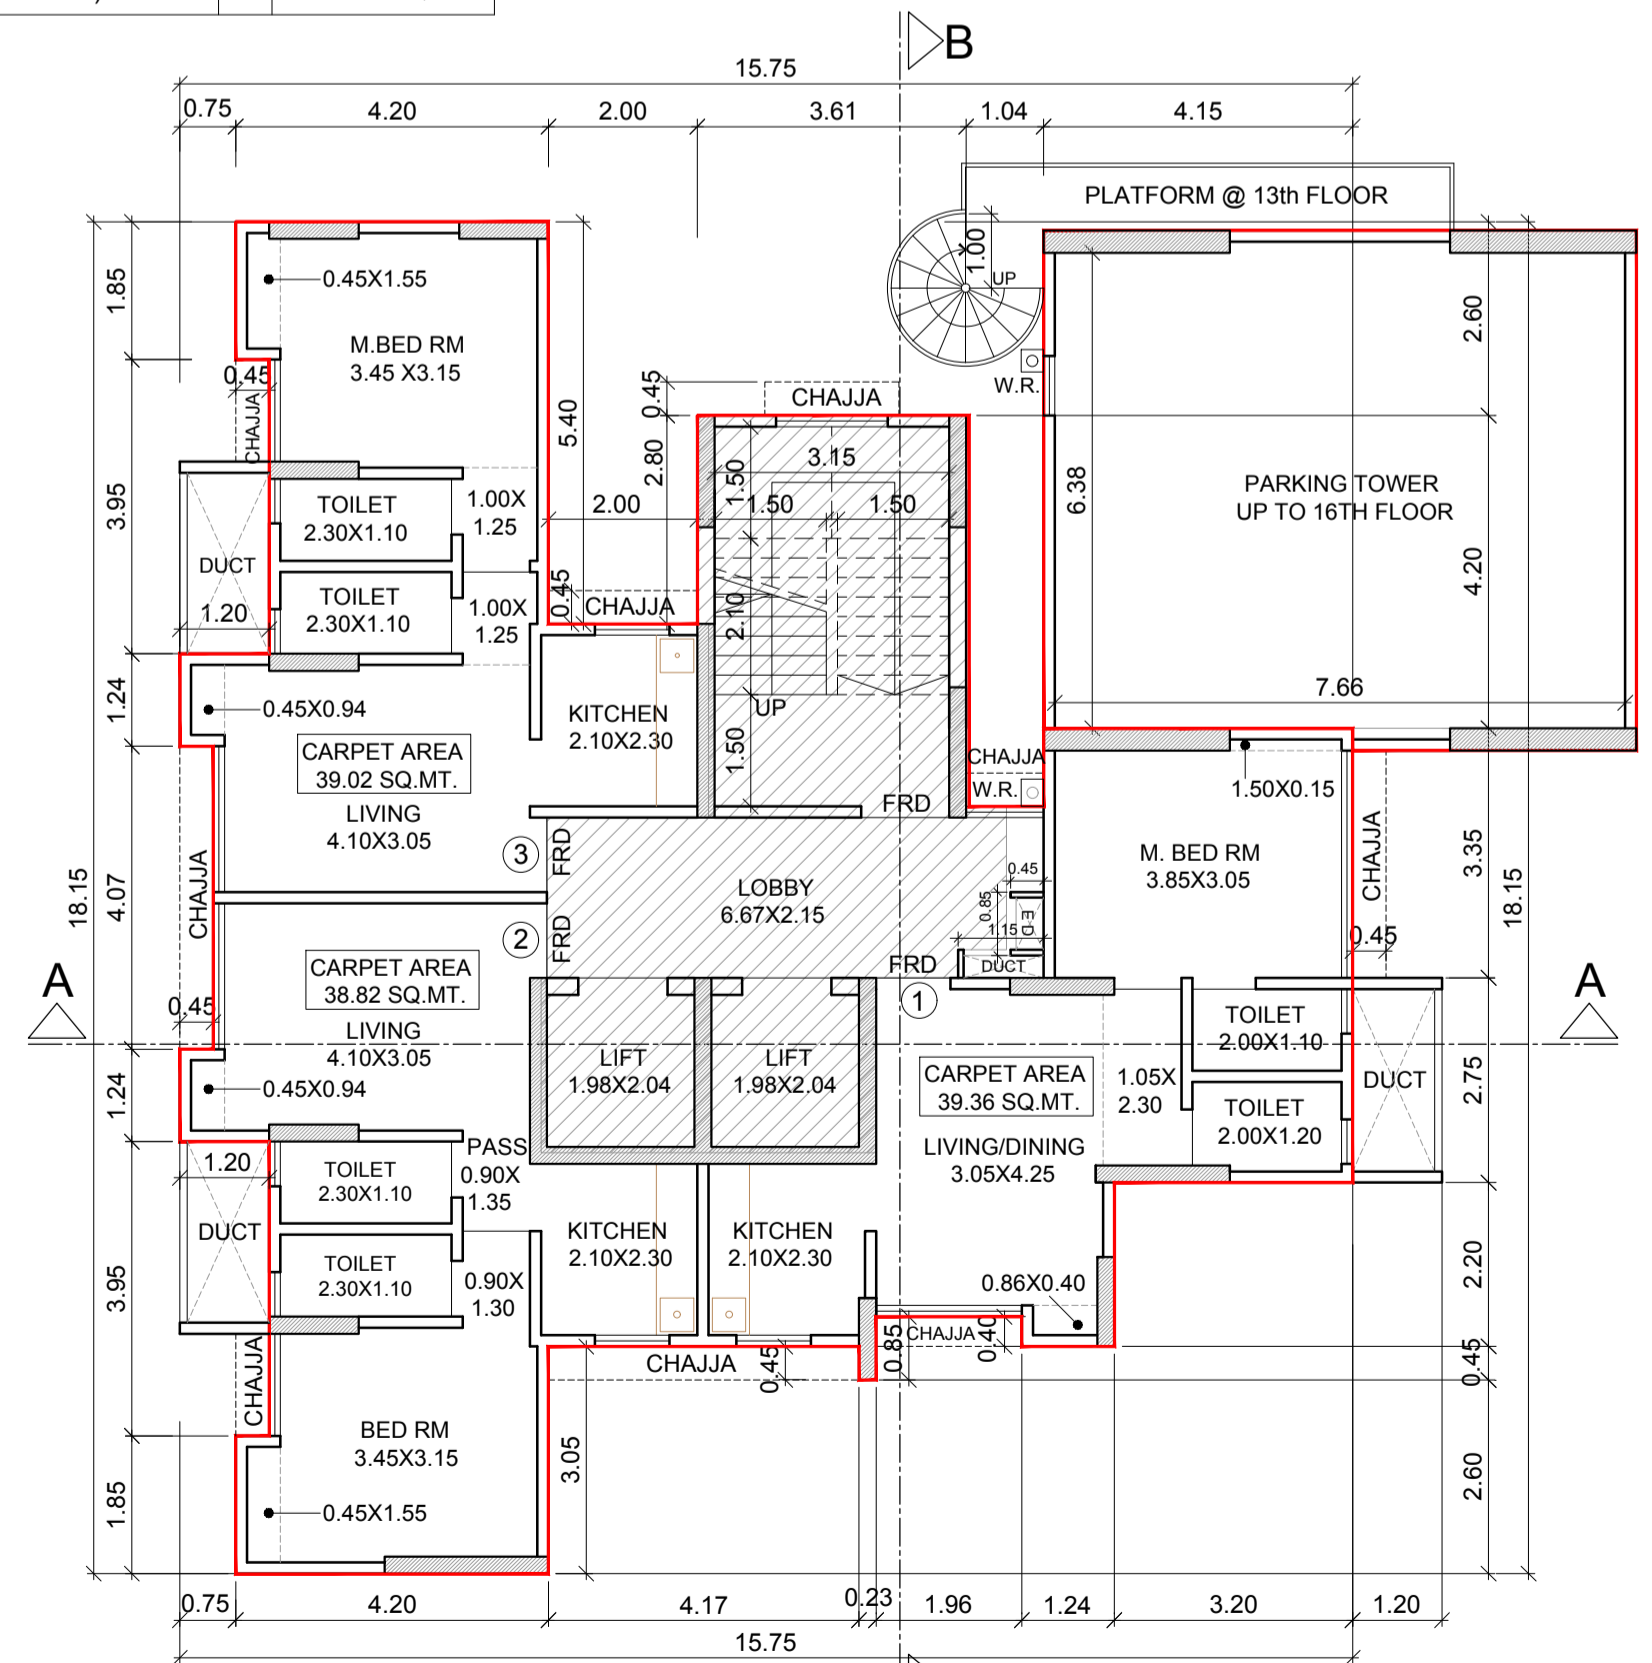 B
15.75
0.75
4.20
2.00
3.61
1.04
4.15
PLATFORM @ 13th FLOOR
1.00
UP
W.R.
1.85
0.45X1.55
M.BED RM
3.45 X3.15
0.45
CHAJJA
5.40
0.45
CHAJJA
2.80
3.15
1.50
1.50
1.50
2.60
6.38
PARKING TOWER
UP TO 16TH FLOOR
4.20
7.66
3.95
TOILET
2.30X1.10
1.00X
1.25
2.00
DUCT
1.20
TOILET
2.30X1.10
1.00X
1.25
0.45
CHAJJA
2.10
UP
1.50
1.24
0.45X0.94
KITCHEN
2.10X2.30
CARPET AREA
39.02 SQ.MT.
LIVING
4.10X3.05
CHAJJA
W.R.
FRD
1.50X0.15
3
FRD
LOBBY
6.67X2.15
0.45
0.85
E D
1.15
DUCT
M. BED RM
3.85X3.05
CHAJJA
3.35
18.15
18.15
4.07
CHAJJA
2
FRD
FRD
1
0.45
A
A
CARPET AREA
38.82 SQ.MT.
0.45
LIVING
4.10X3.05
LIFT
1.98X2.04
LIFT
1.98X2.04
CARPET AREA
39.36 SQ.MT.
1.05X
2.30
TOILET
2.00X1.10
DUCT
2.75
TOILET
2.00X1.20
1.24
0.45X0.94
LIVING/DINING
3.05X4.25
1.20
TOILET
2.30X1.10
PASS
0.90X
1.35
DUCT
KITCHEN
2.10X2.30
KITCHEN
2.10X2.30
TOILET
2.30X1.10
0.90X
1.30
0.86X0.40
2.20
3.95
CHAJJA
CHAJJA
0.45
0.85
CHAJJA
0.40
0.45
BED RM
3.45X3.15
3.05
2.60
1.85
0.45X1.55
0.75
4.20
4.17
0.23
1.96
1.24
3.20
1.20
15.75